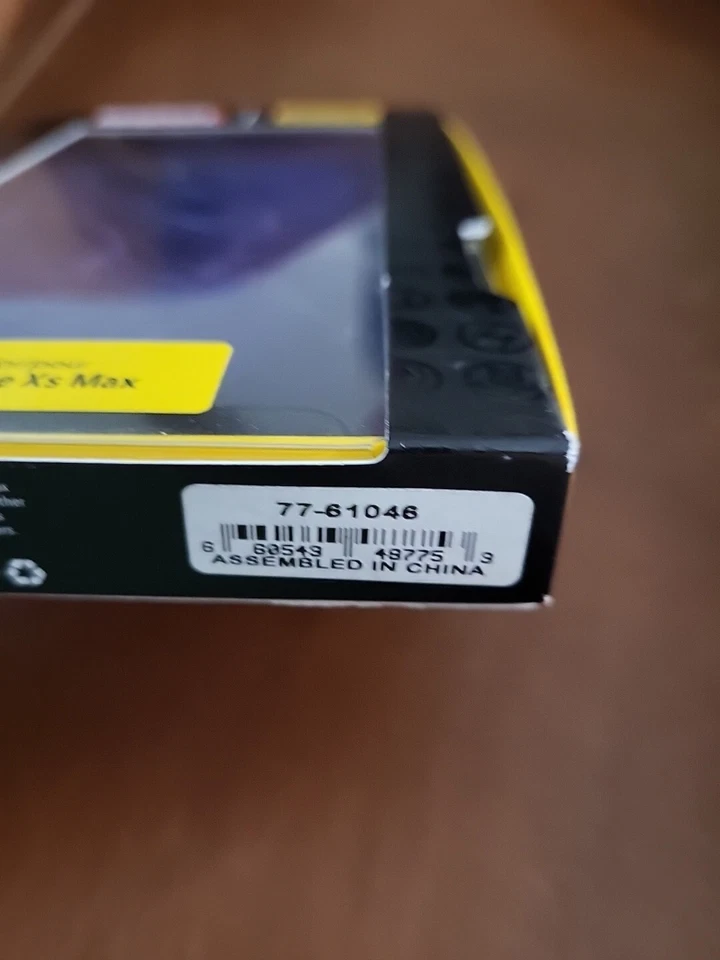 e Xs Max
77-61046
6 60543 49775 3
ASSEMBLED IN CHINA